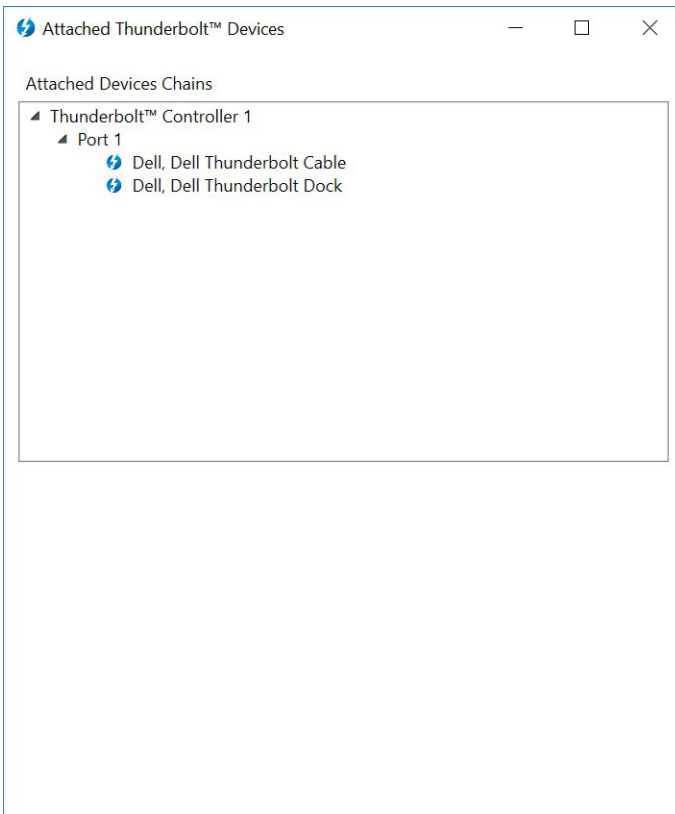 Attached Thunderbolt™ Devices
Attached Devices Chains
Thunderbolt™ Controller 1
Port 1
Dell, Dell Thunderbolt Cable
Dell, Dell Thunderbolt Dock